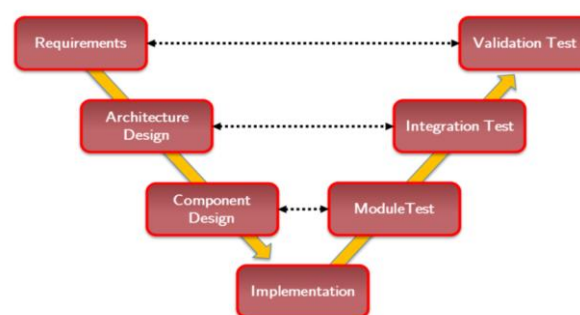 Requirements
Validation Test
Architecture
Design
Integration Test
Component
Design
ModuleTest
Implementation